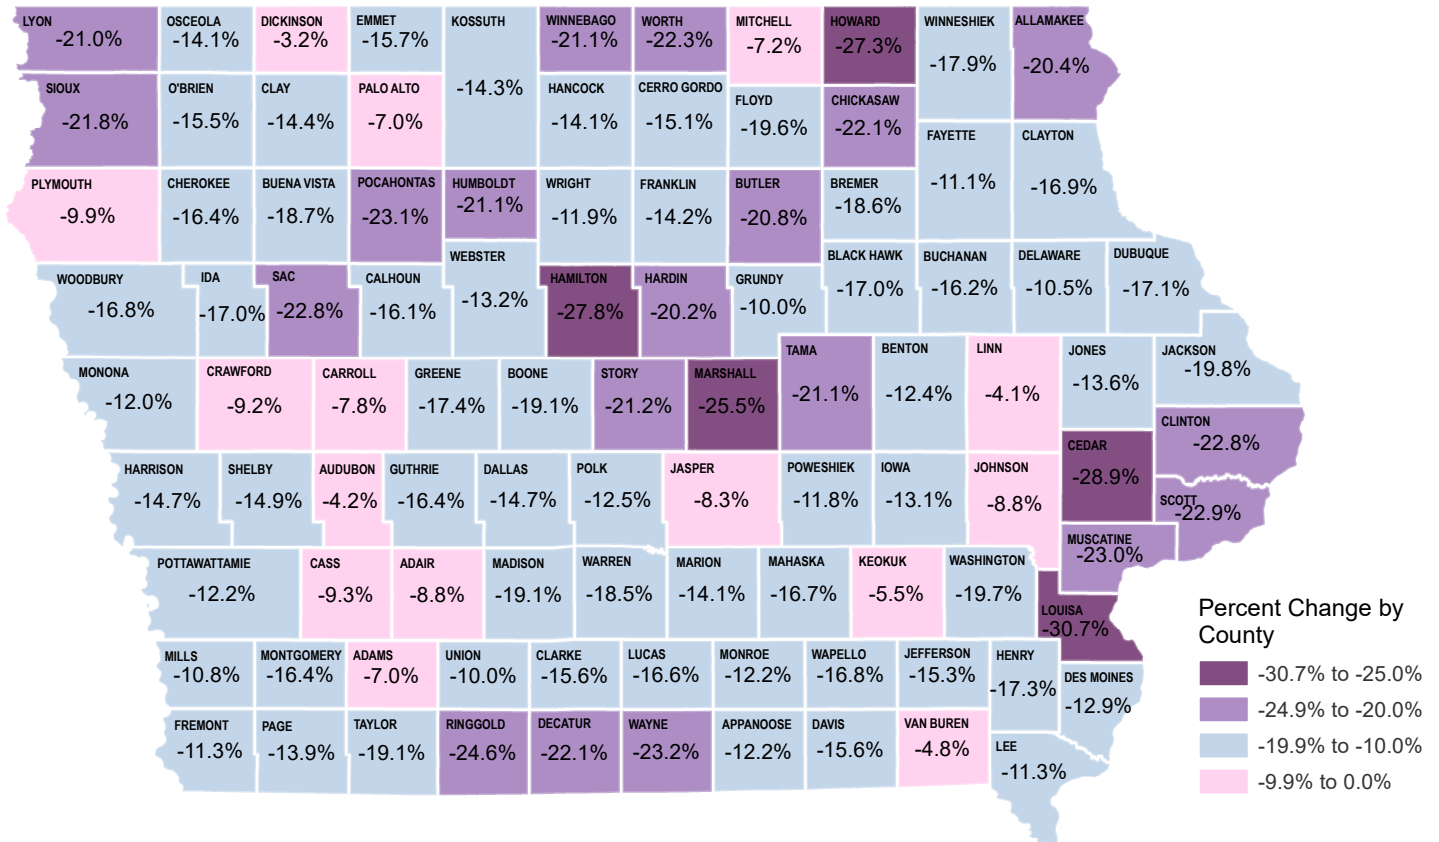 LYON
-21.0%
OSCEOLA
-14.1%
DICKINSON
-3.2%
EMMET
-15.7%
KOSSUTH
-14.3%
WINNEBAGO
-21.1%
WORTH
-22.3%
MITCHELL
-7.2%
HOWARD
-27.3%
WINNESHIEK
-17.9%
ALLAMAKEE
-20.4%
SIOUX
-21.8%
O'BRIEN
-15.5%
CLAY
-14.4%
PALO ALTO
-7.0%
HANCOCK
-14.1%
CERRO GORDO
-15.1%
FLOYD
-19.6%
CHICKASAW
-22.1%
FAYETTE
-11.1%
CLAYTON
-16.9%
PLYMOUTH
-9.9%
CHEROKEE
-16.4%
BUENA VISTA
-18.7%
POCAHONTAS
-23.1%
HUMBOLDT
-21.1%
WRIGHT
-11.9%
FRANKLIN
-14.2%
BUTLER
-20.8%
BREMER
-18.6%
WOODBURY
-16.8%
IDA
-17.0%
SAC
-22.8%
CALHOUN
-16.1%
WEBSTER
-13.2%
HAMILTON
-27.8%
HARDIN
-20.2%
GRUNDY
-10.0%
BLACK HAWK
-17.0%
BUCHANAN
-16.2%
DELAWARE
-10.5%
DUBUQUE
-17.1%
MONONA
-12.0%
CRAWFORD
-9.2%
CARROLL
-7.8%
GREENE
-17.4%
BOONE
-19.1%
STORY
-21.2%
MARSHALL
-25.5%
TAMA
-21.1%
BENTON
-12.4%
LINN
-4.1%
JONES
-13.6%
JACKSON
-19.8%
CLINTON
-22.8%
CEDAR
-28.9%
HARRISON
-14.7%
SHELBY
-14.9%
AUDUBON
-4.2%
GUTHRIE
-16.4%
DALLAS
-14.7%
POLK
-12.5%
JASPER
-8.3%
POWESHIEK
-11.8%
IOWA
-13.1%
JOHNSON
-8.8%
SCOTT
-22.9%
MUSCATINE
-23.0%
POTTAWATTAMIE
-12.2%
CASS
-9.3%
ADAIR
-8.8%
MADISON
-19.1%
WARREN
-18.5%
MARION
-14.1%
MAHASKA
-16.7%
KEOKUK
-5.5%
WASHINGTON
-19.7%
LOUISA
-30.7%
MILLS
-10.8%
MONTGOMERY
-16.4%
ADAMS
-7.0%
UNION
-10.0%
CLARKE
-15.6%
LUCAS
-16.6%
MONROE
-12.2%
WAPELLO
-16.8%
JEFFERSON
-15.3%
HENRY
-17.3%
DES MOINES
-12.9%
FREMONT
-11.3%
PAGE
-13.9%
TAYLOR
-19.1%
RINGGOLD
-24.6%
DECATUR
-22.1%
WAYNE
-23.2%
APPANOOSE
-12.2%
DAVIS
-15.6%
VAN BUREN
-4.8%
LEE
-11.3%
Percent Change by
County
-30.7% to -25.0%
-24.9% to -20.0%
-19.9% to -10.0%
-9.9% to 0.0%